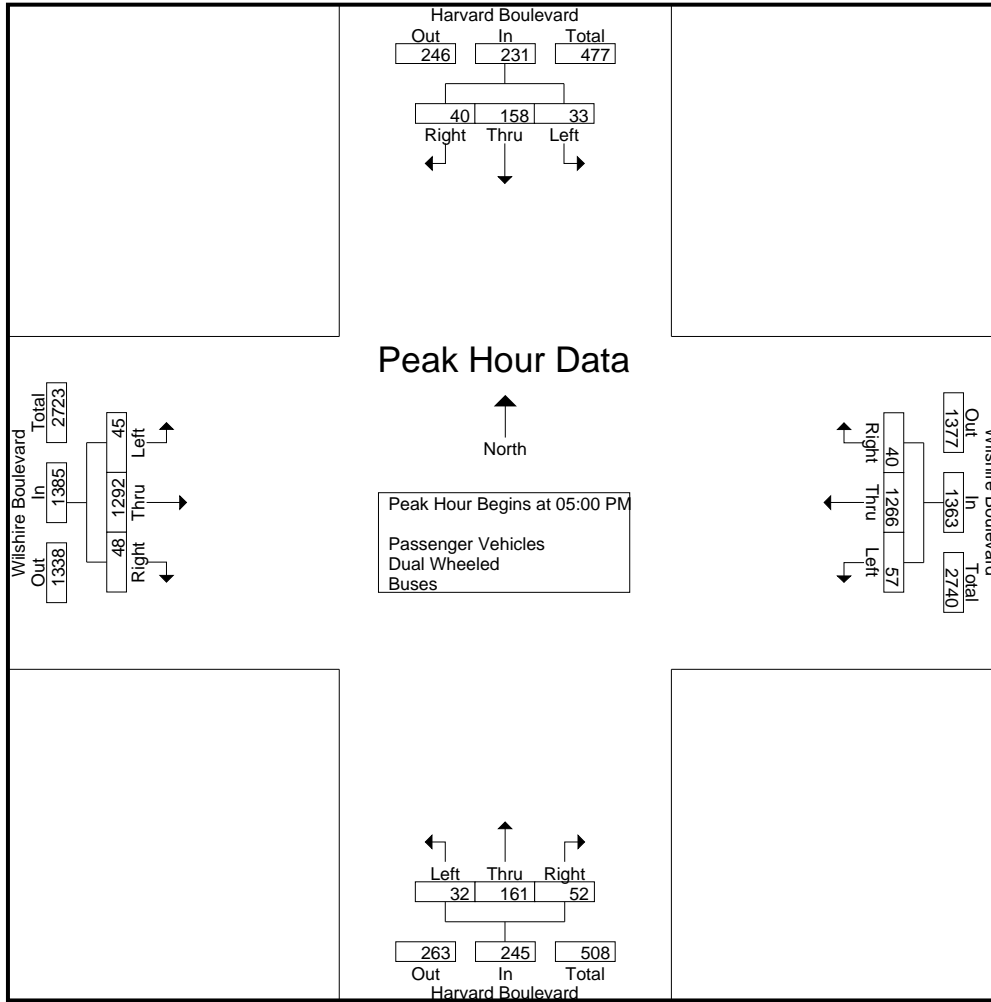 Harvard Boulevard
Out In Total
246 231 477
40 158 33
Right Thru Left
Peak Hour Data
North
Peak Hour Begins at 05:00 PM
Passenger Vehicles
Dual Wheeled
Buses
Wilshire Boulevard
Out In Total
1338 1385 2723
48 1292 45
Right Thru Left
Wilshire Boulevard
Out In Total
1377 1363 2740
40 1266 57
Right Thru Left
Left Thru Right
32 161 52
263 245 508
Out In Total
Harvard Boulevard